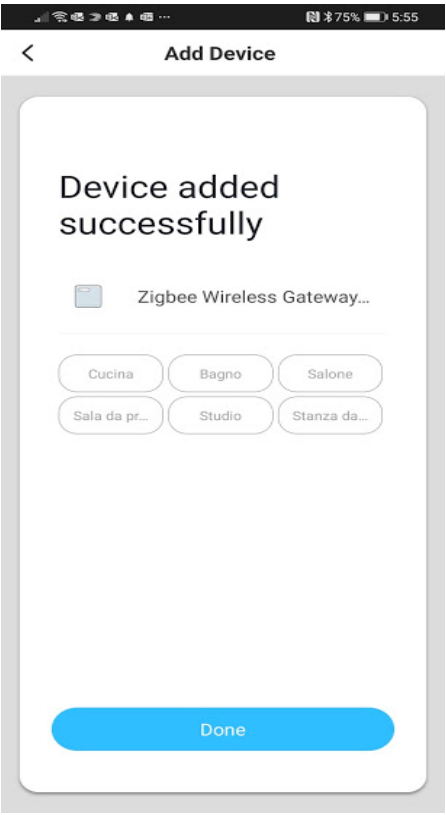 75% 5:55
Add Device
Device added
successfully
Zigbee Wireless Gateway...
Cucina Bagno Salone
Sala da pr... Studio Stanza da...
Done